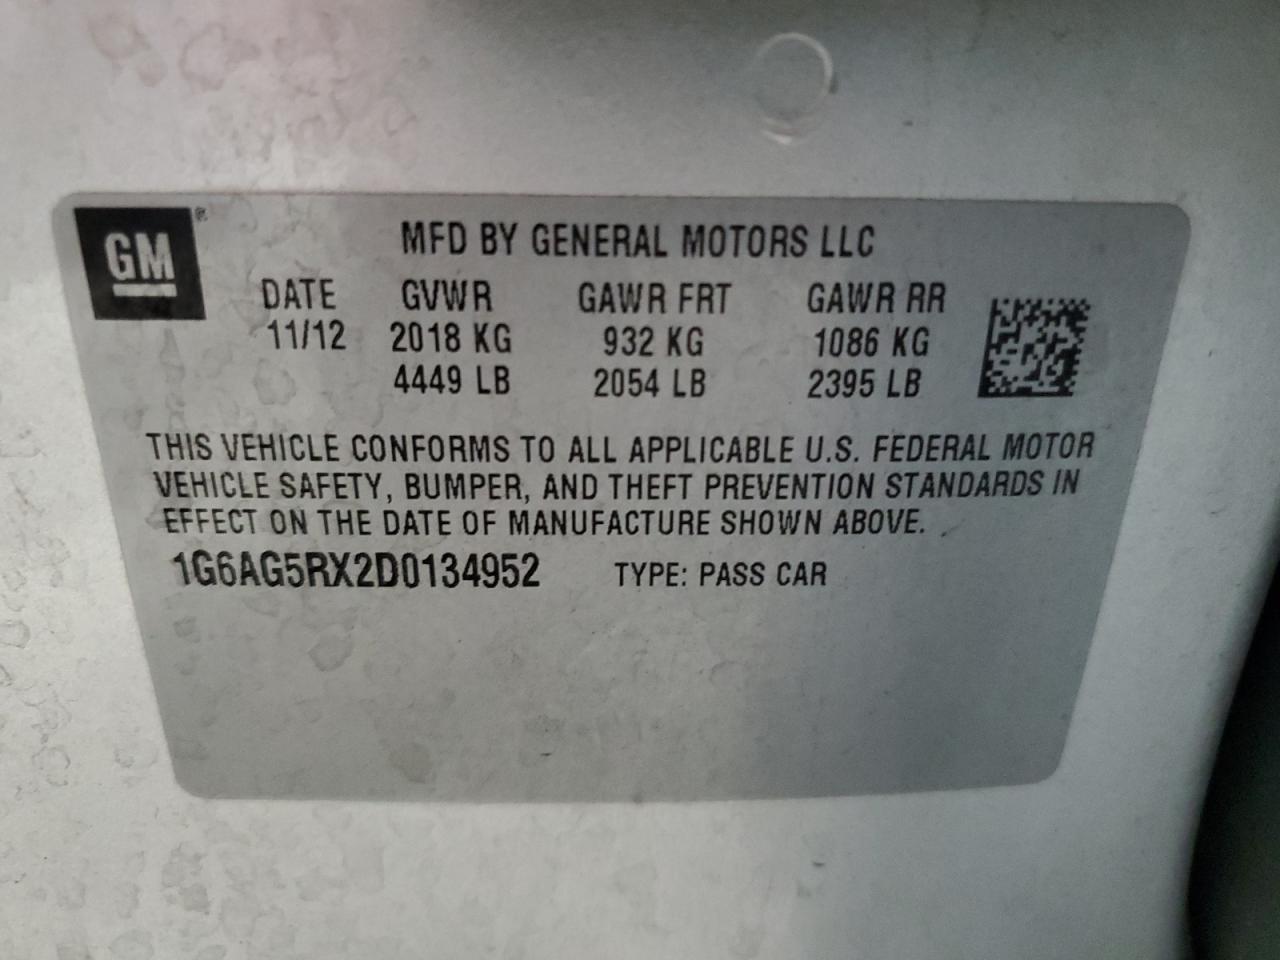 GM®
MFD BY GENERAL MOTORS LLC
DATE GVWR GAWR FRT GAWR RR
11/12 2018 KG 932 KG 1086 KG
4449 LB 2054 LB 2395 LB
THIS VEHICLE CONFORMS TO ALL APPLICABLE U.S. FEDERAL MOTOR
VEHICLE SAFETY, BUMPER, AND THEFT PREVENTION STANDARDS IN
EFFECT ON THE DATE OF MANUFACTURE SHOWN ABOVE.
1G6AG5RX2D0134952 TYPE: PASS CAR